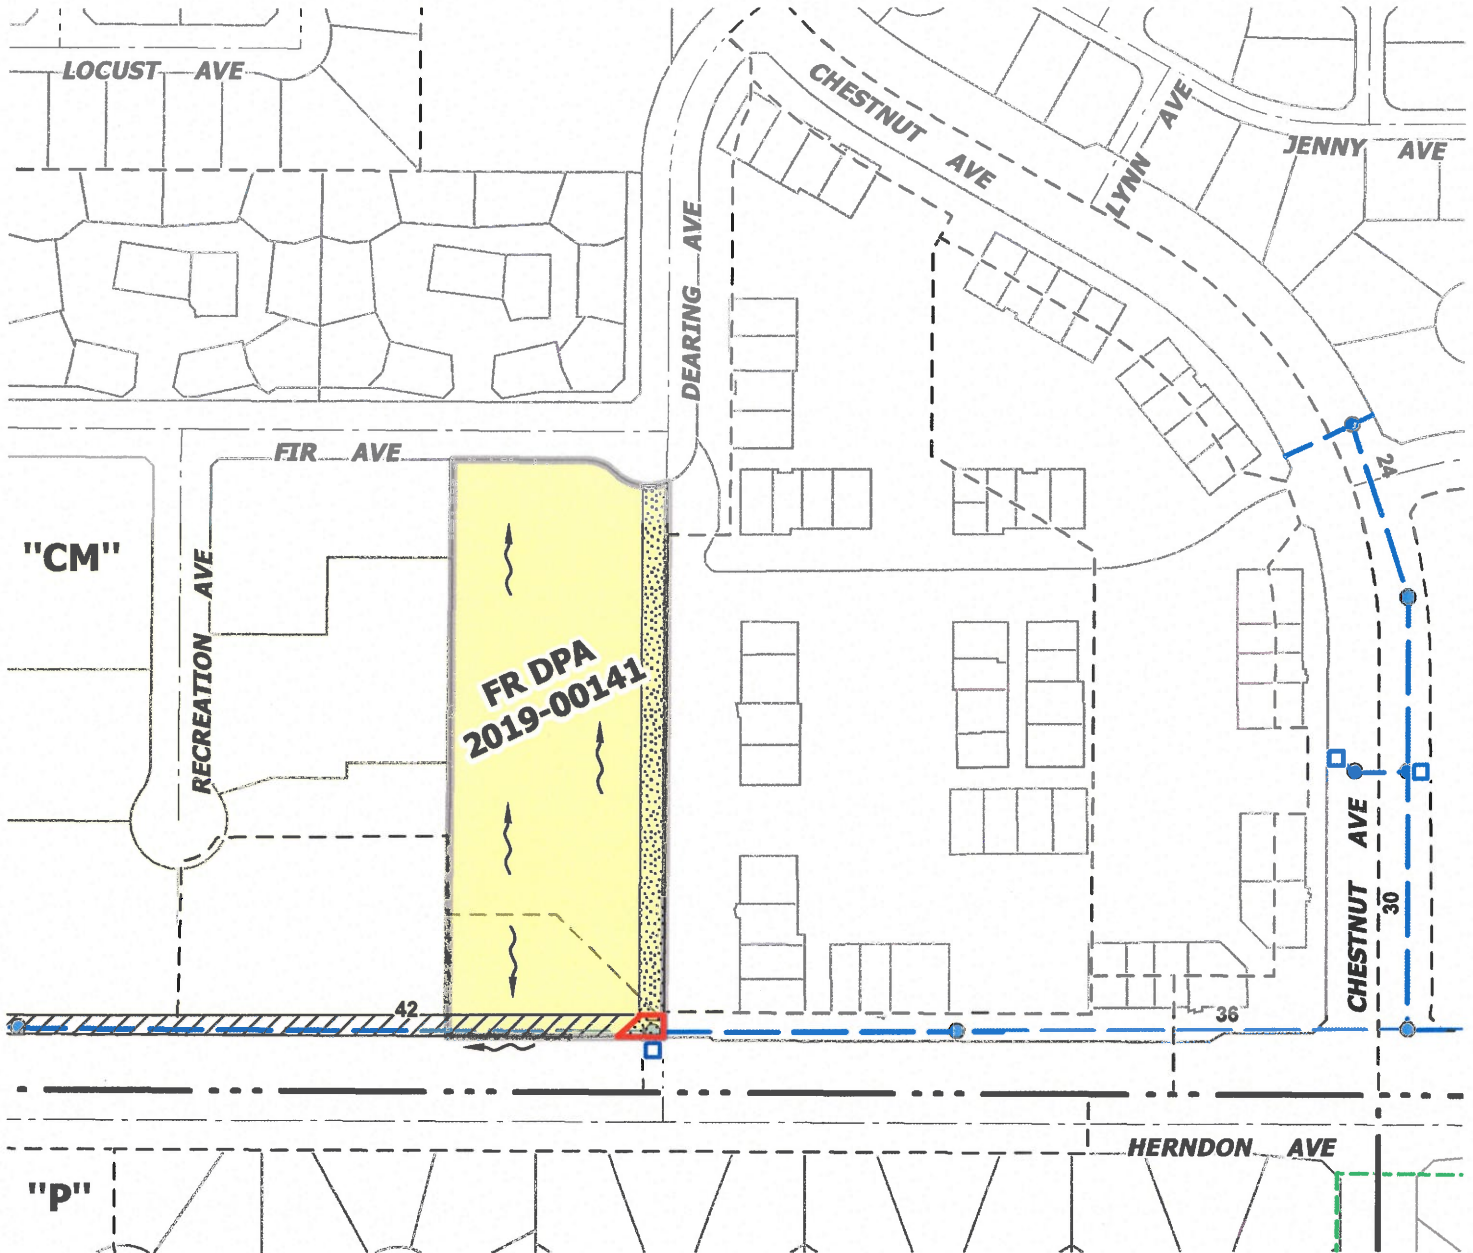 LOCUST AVE
CHESTNUT AVE
LYNN AVE
JENNY AVE
DEARING AVE
FIR AVE
24
"CM"
RECREATION AVE
FR DPA
2019-00141
CHESTNUT AVE
30
42
36
HERNDON AVE
"P"